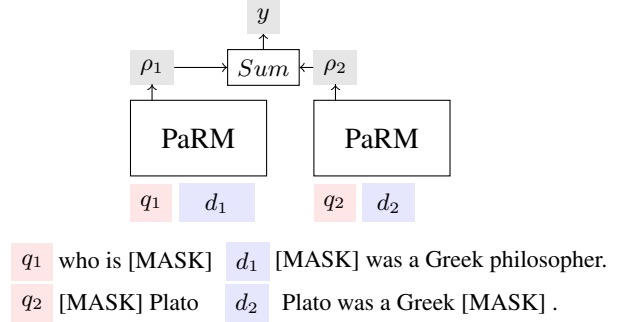 y
ρ1 Sum ρ2
PaRM PaRM
q1 d1 q2 d2
q1 who is [MASK] d1 [MASK] was a Greek philosopher.
q2 [MASK] Plato d2 Plato was a Greek [MASK] .